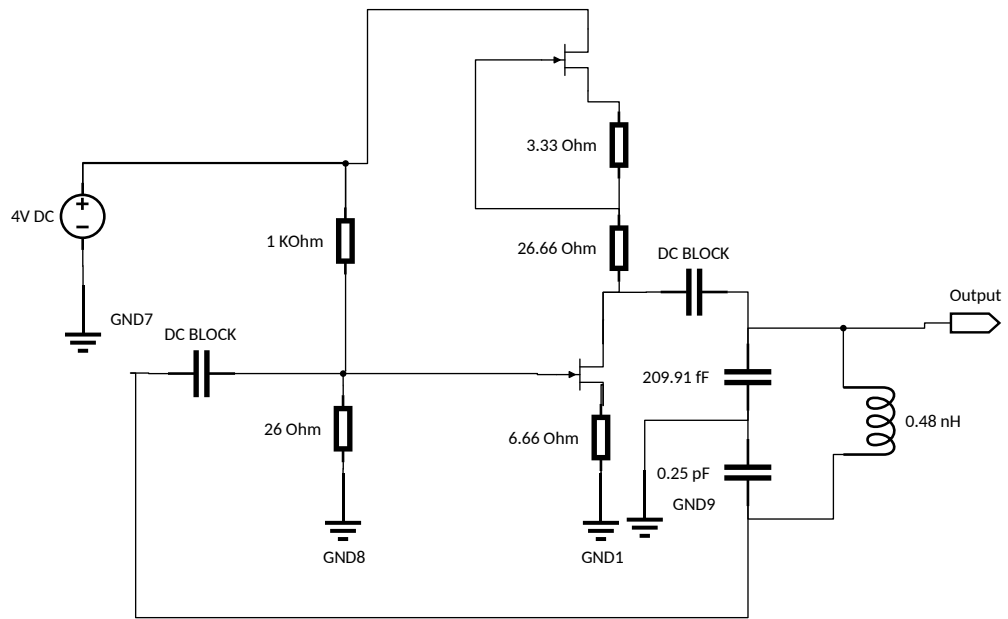 3.33 Ohm
4V DC
1 KOhm
26.66 Ohm
DC BLOCK
Output
GND7
DC BLOCK
209.91 fF
26 Ohm
6.66 Ohm
0.48 nH
0.25 pF
GND9
GND8
GND1